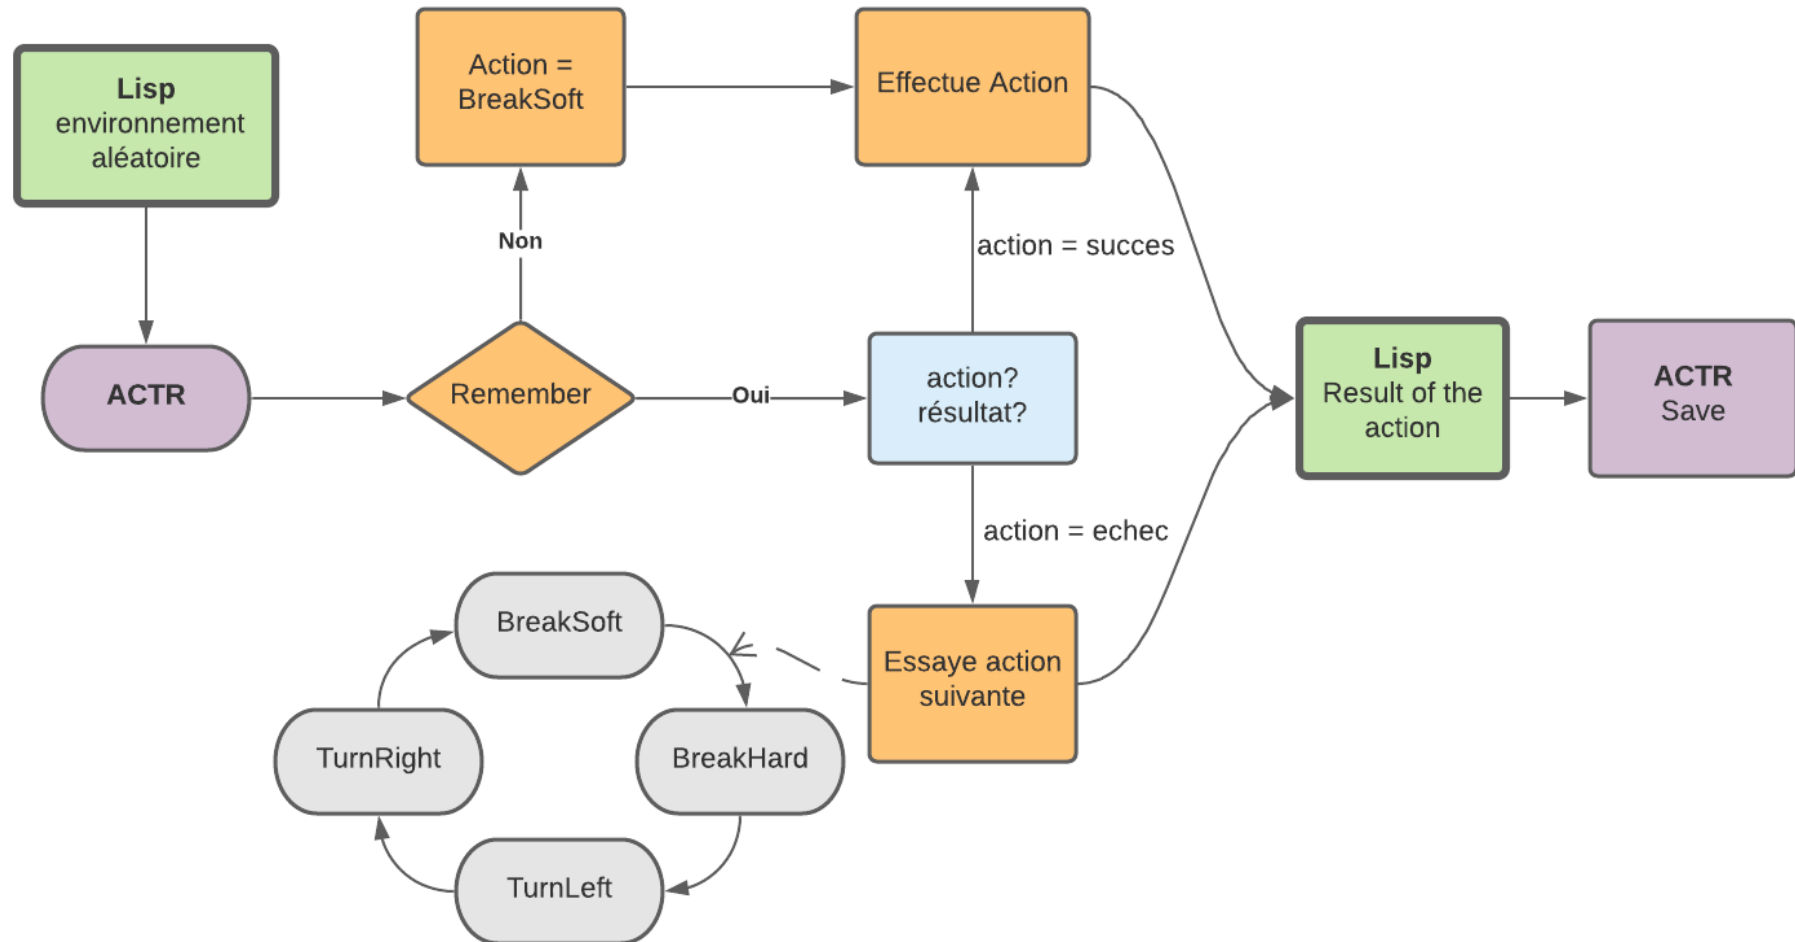 Lisp
environnement
aléatoire
Action =
BreakSoft
Effectue Action
Non
action = succes
ACTR
Remember
Oui
action?
résultat?
Lisp
Result of the
action
ACTR
Save
action = echec
BreakSoft
Essaye action
suivante
TurnRight
BreakHard
TurnLeft